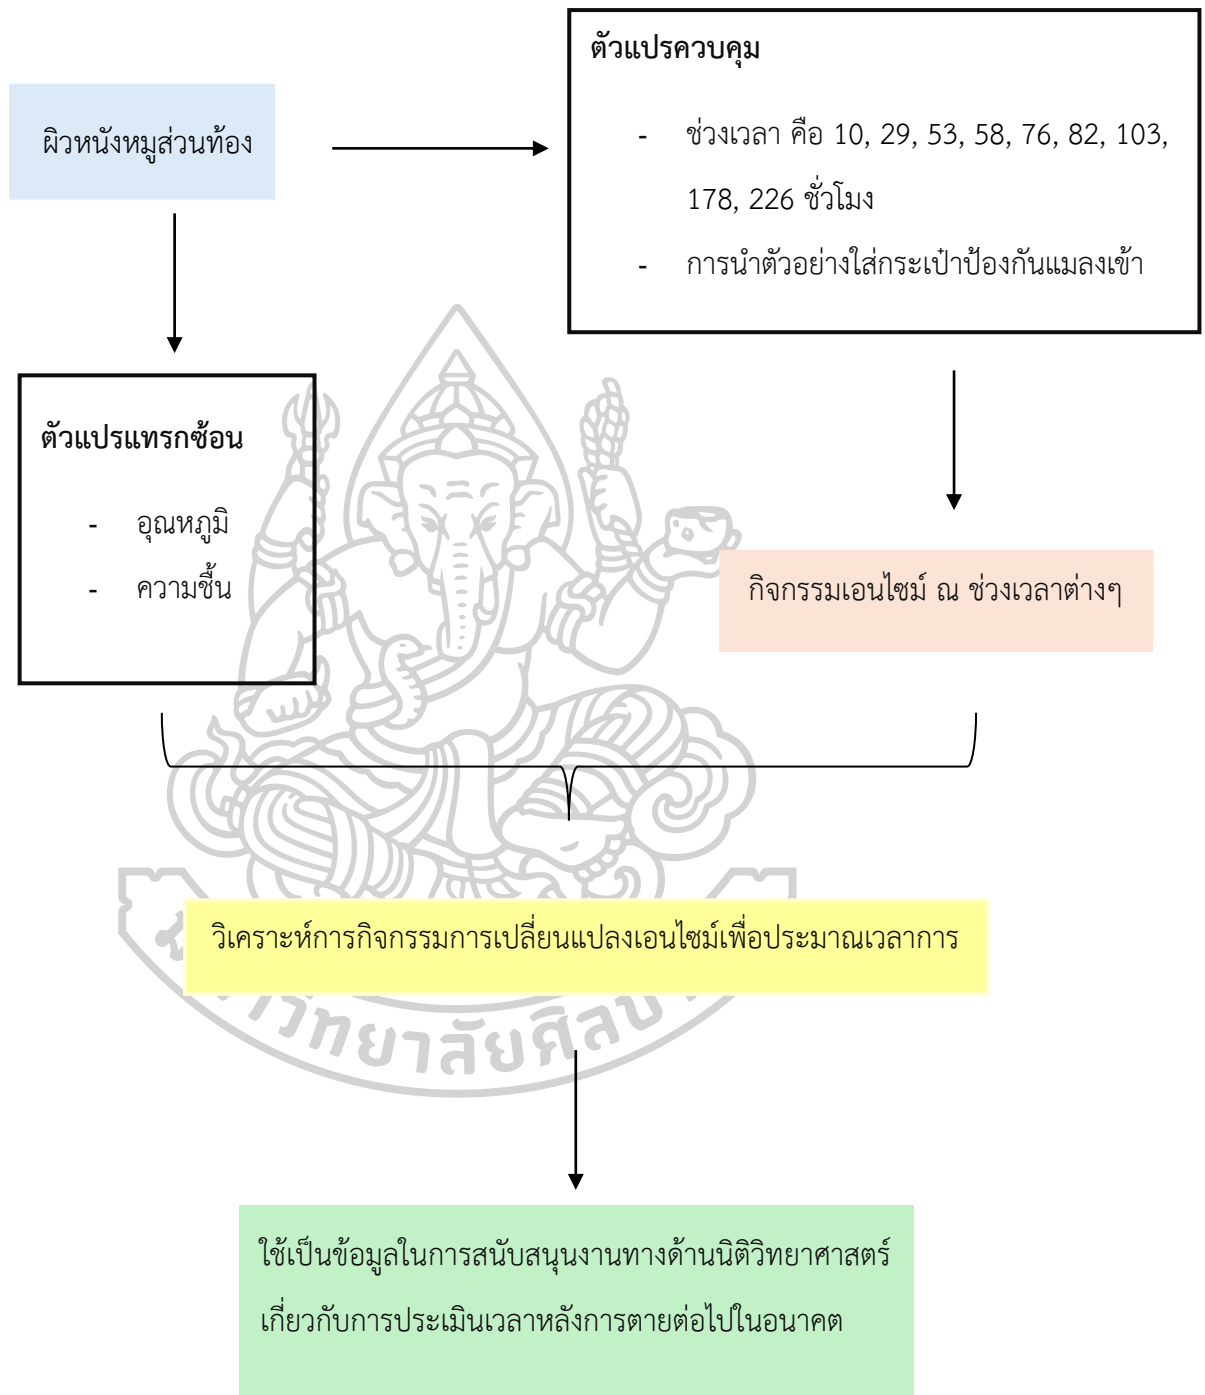 ตัวแปรควบคุม
ผิวหนังหมูส่วนท้อง
- ช่วงเวลา คือ 10, 29, 53, 58, 76, 82, 103,
178, 226 ชั่วโมง
- การนำตัวอย่างใส่กระเป๋าป้องกันแมลงเข้า
ตัวแปรแทรกซ้อน
- อุณหภูมิ
- ความชื้น
กิจกรรมเอนไซม์ ณ ช่วงเวลาต่างๆ
วิเคราะห์การกิจกรรมการเปลี่ยนแปลงเอนไซม์เพื่อประมาณเวลาการ
ใช้เป็นข้อมูลในการสนับสนุนงานทางด้านนิติวิทยาศาสตร์
เกี่ยวกับการประเมินเวลาหลังการตายต่อไปในอนาคต